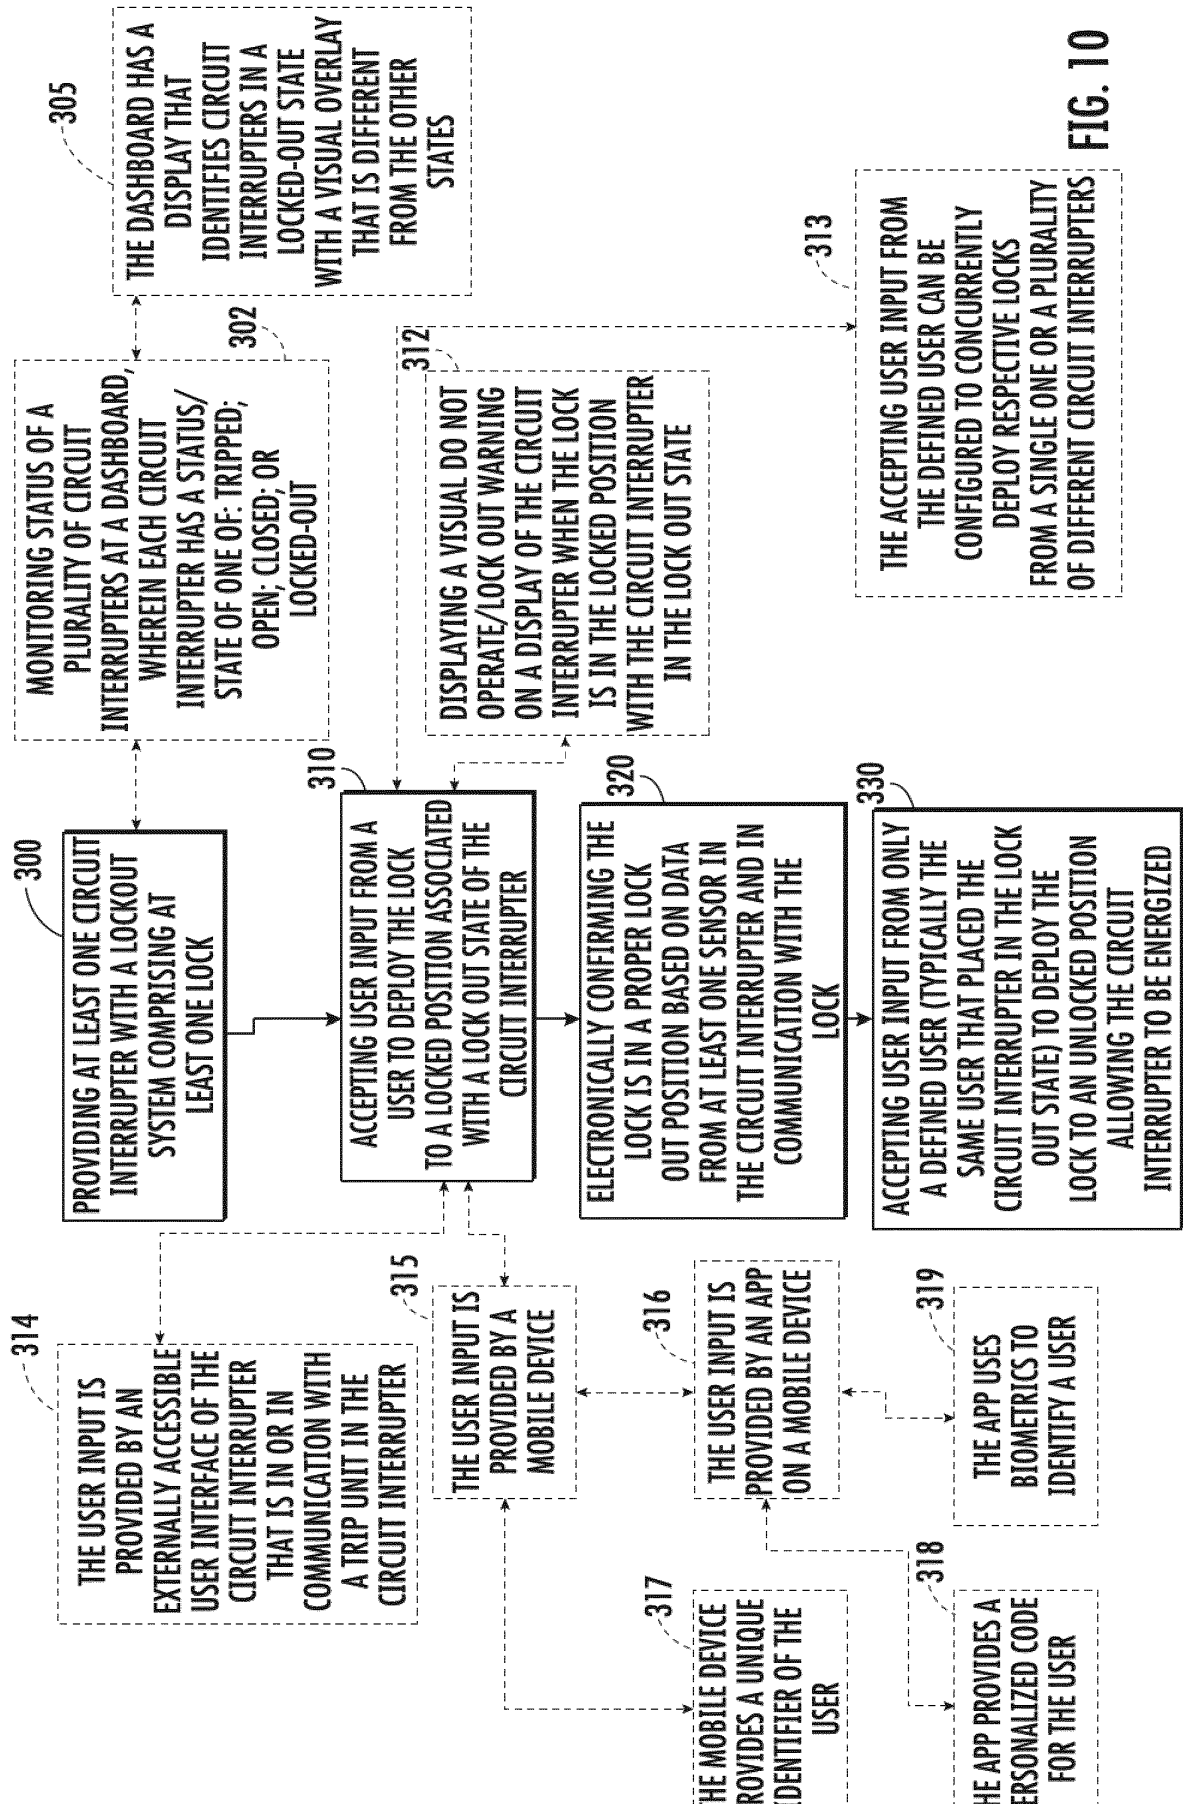 314
THE USER INPUT IS
PROVIDED BY AN
EXTERNALLY ACCESSIBLE
USER INTERFACE OF THE
CIRCUIT INTERRUPTER
THAT IS IN OR IN
COMMUNICATION WITH
A TRIP UNIT IN THE
CIRCUIT INTERRUPTER
300
PROVIDING AT LEAST ONE CIRCUIT
INTERRUPTER WITH A LOCKOUT
SYSTEM COMPRISING AT
LEAST ONE LOCK
302
MONITORING STATUS OF A
PLURALITY OF CIRCUIT
INTERRUPTERS AT A DASHBOARD,
WHEREIN EACH CIRCUIT
INTERRUPTER HAS A STATUS/
STATE OF ONE OF: TRIPPED;
OPEN; CLOSED; OR
LOCKED-OUT
305
THE DASHBOARD HAS A
DISPLAY THAT
IDENTIFIES CIRCUIT
INTERRUPTERS IN A
LOCKED-OUT STATE
WITH A VISUAL OVERLAY
THAT IS DIFFERENT
FROM THE OTHER
STATES
315
THE USER INPUT IS
PROVIDED BY A
MOBILE DEVICE
310
ACCEPTING USER INPUT FROM A
USER TO DEPLOY THE LOCK
TO A LOCKED POSITION ASSOCIATED
WITH A LOCK OUT STATE OF THE
CIRCUIT INTERRUPTER
312
DISPLAYING A VISUAL DO NOT
OPERATE/LOCK OUT WARNING
ON A DISPLAY OF THE CIRCUIT
INTERRUPTER WHEN THE LOCK
IS IN THE LOCKED POSITION
WITH THE CIRCUIT INTERRUPTER
IN THE LOCK OUT STATE
317
THE MOBILE DEVICE
ROVIDES A UNIQUE
DENTIFIER OF THE
USER
316
THE USER INPUT IS
PROVIDED BY AN APP
ON A MOBILE DEVICE
320
ELECTRONICALLY CONFIRMING THE
LOCK IS IN A PROPER LOCK
OUT POSITION BASED ON DATA
FROM AT LEAST ONE SENSOR IN
THE CIRCUIT INTERRUPTER AND IN
COMMUNICATION WITH THE
LOCK
313
THE ACCEPTING USER INPUT FROM
THE DEFINED USER CAN BE
CONFIGURED TO CONCURRENTLY
DEPLOY RESPECTIVE LOCKS
FROM A SINGLE ONE OR A PLURALITY
OF DIFFERENT CIRCUIT INTERRUPTERS
318
HE APP PROVIDES A
ERSONALIZED CODE
FOR THE USER
319
THE APP USES
BIOMETRICS TO
IDENTIFY A USER
330
ACCEPTING USER INPUT FROM ONLY
A DEFINED USER (TYPICALLY THE
SAME USER THAT PLACED THE
CIRCUIT INTERRUPTER IN THE LOCK
OUT STATE) TO DEPLOY THE
LOCK TO AN UNLOCKED POSITION
ALLOWING THE CIRCUIT
INTERRUPTER TO BE ENERGIZED
FIG. 10